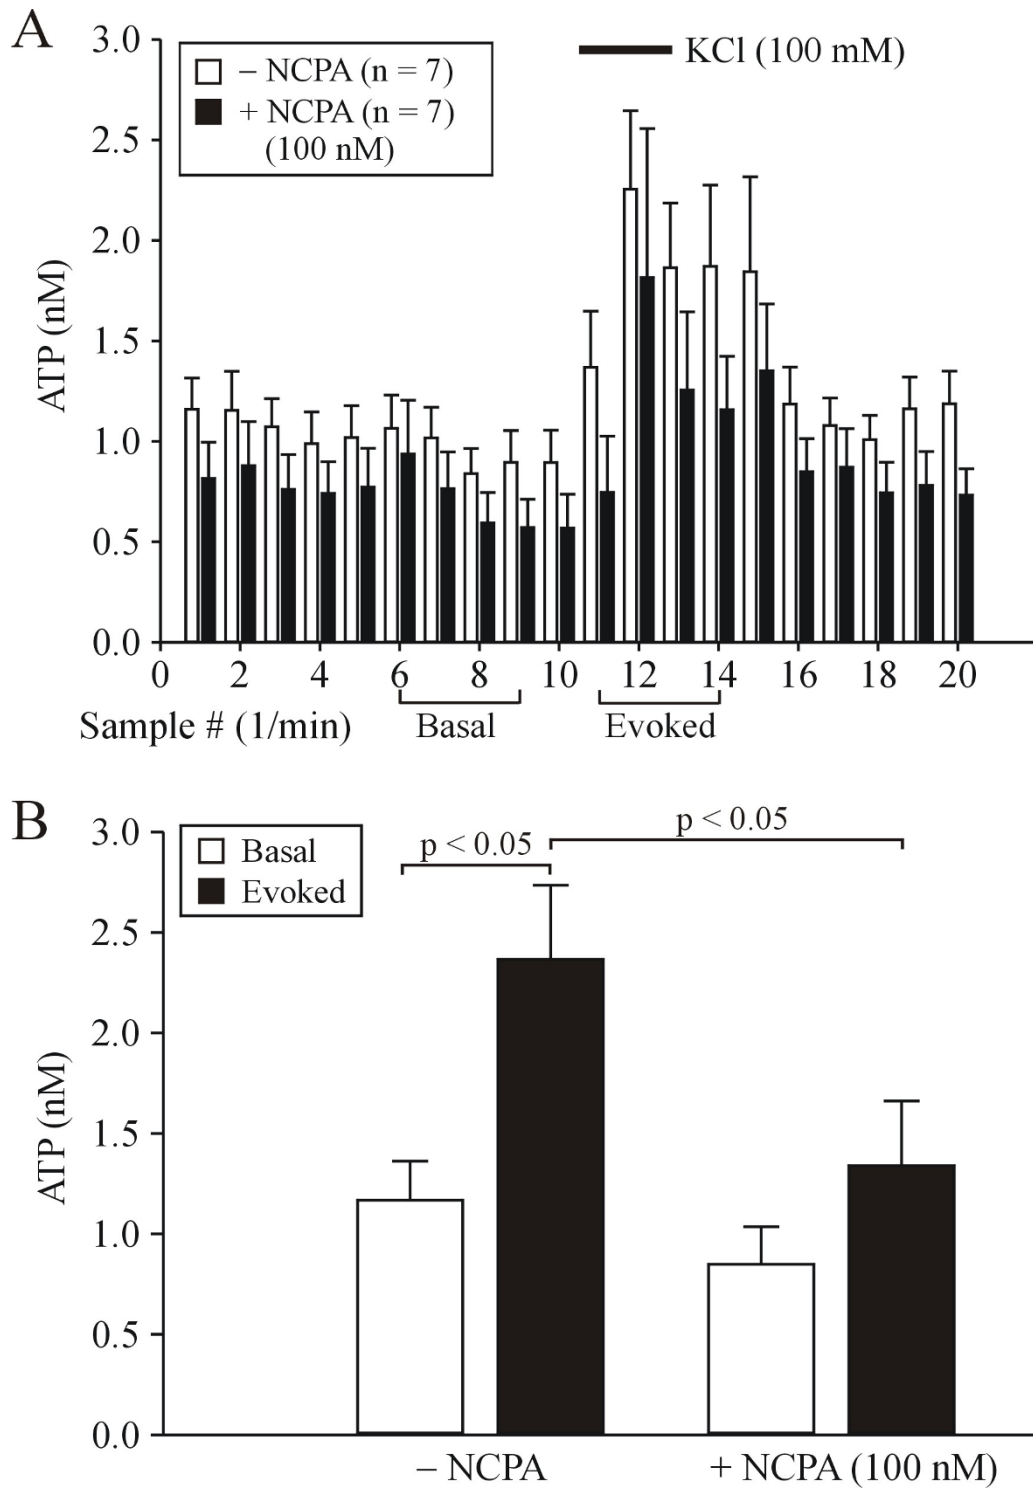 A
3.0
– NCPA (n = 7)
+ NCPA (n = 7)
(100 nM)
KCl (100 mM)
2.5
2.0
1.5
1.0
0.5
0.0
ATP (nM)
0 2 4 6 8 10 12 14 16 18 20
Sample # (1/min) Basal Evoked
B
3.0
Basal
Evoked
p < 0.05
p < 0.05
2.5
2.0
1.5
1.0
0.5
0.0
ATP (nM)
– NCPA + NCPA (100 nM)